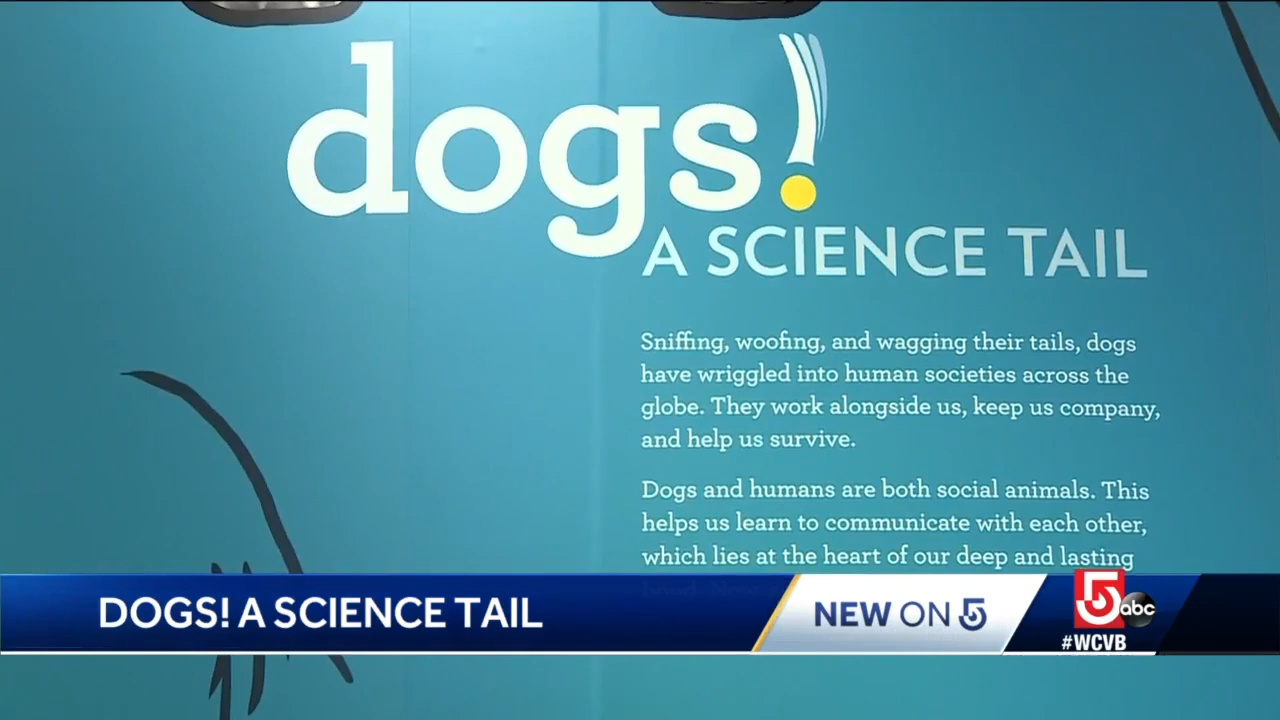 dogs!
A SCIENCE TAIL
Sniffing, woofing, and wagging their tails, dogs
have wriggled into human societies across the
globe. They work alongside us, keep us company,
and help us survive.
Dogs and humans are both social animals. This
helps us learn to communicate with each other,
which lies at the heart of our deep and lasting
DOGS! A SCIENCE TAIL
NEW ON 5
5 abc
#WCVB